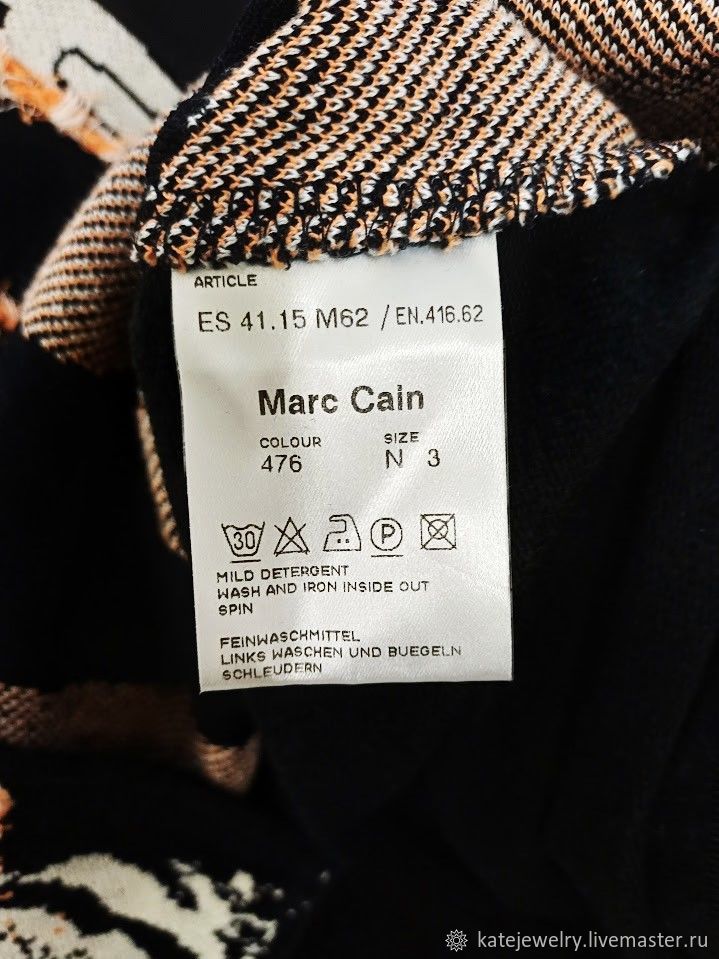 ARTICLE
ES 41.15 M62 / EN.416.62
Marc Cain
COLOUR SIZE
476 N 3
30 P
MILD DETERGENT
WASH AND IRON INSIDE OUT
SPIN
FEINWASCHMITTEL
LINKS WASCHEN UND BUEGELN
SCHLEUDERN
katejewelry.livemaster.ru